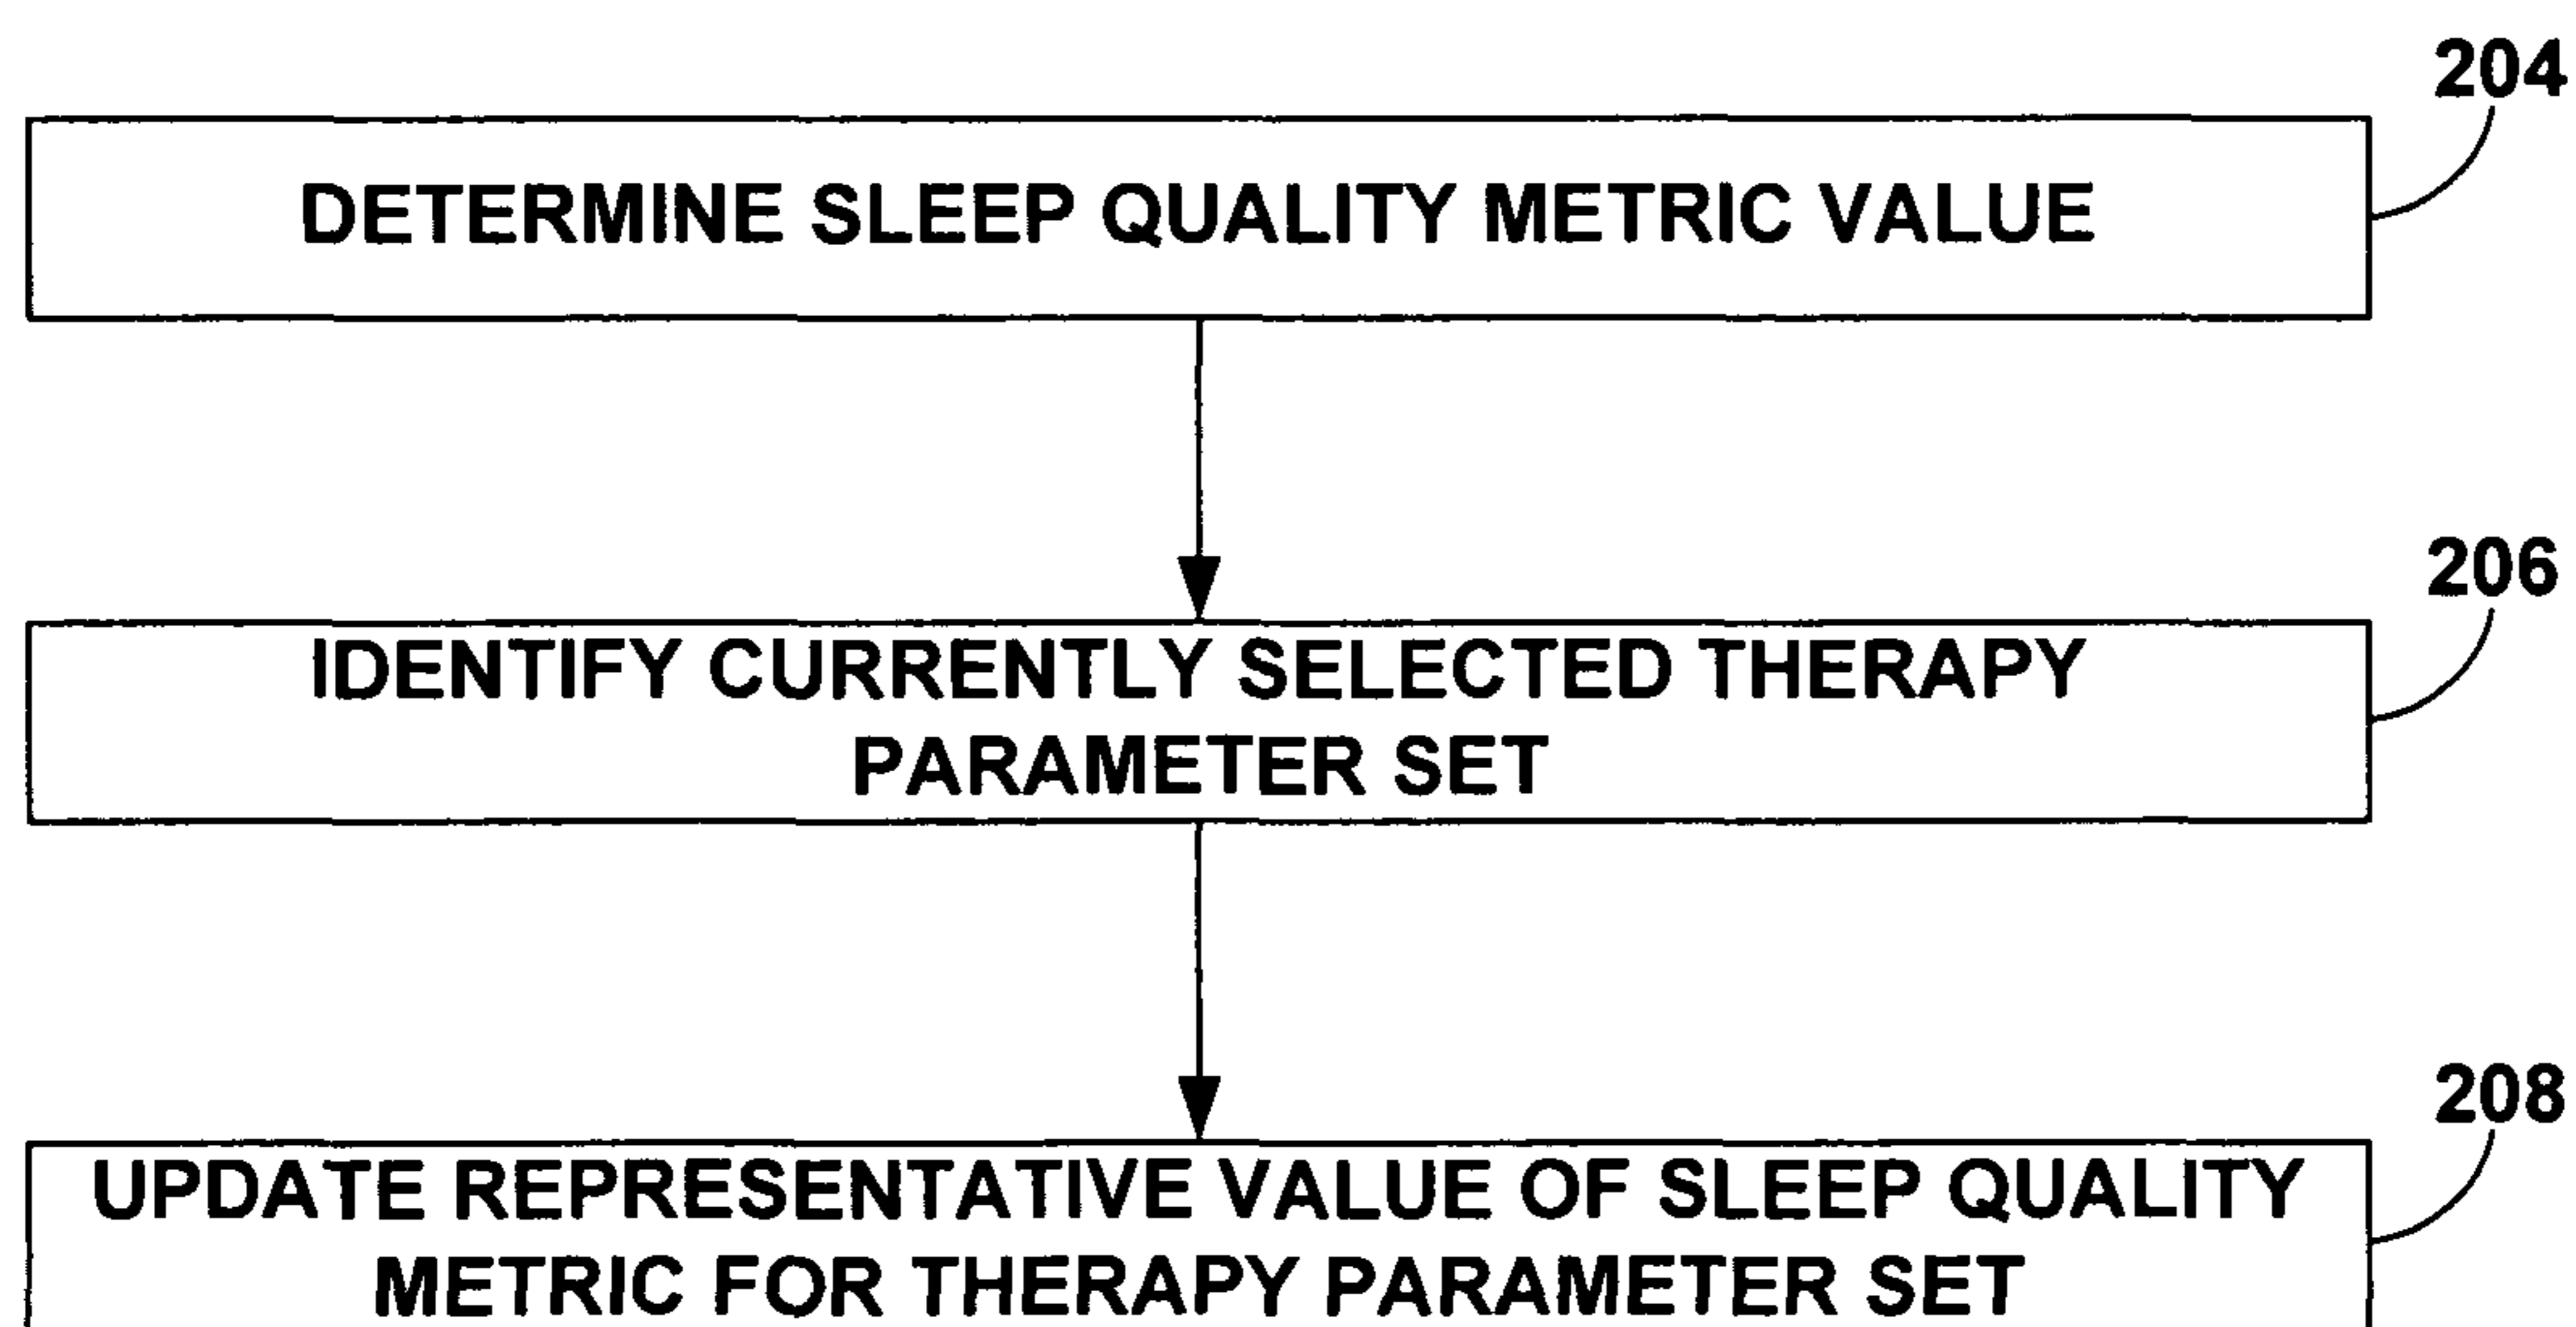 204
DETERMINE SLEEP QUALITY METRIC VALUE
206
IDENTIFY CURRENTLY SELECTED THERAPY
PARAMETER SET
208
UPDATE REPRESENTATIVE VALUE OF SLEEP QUALITY
METRIC FOR THERAPY PARAMETER SET